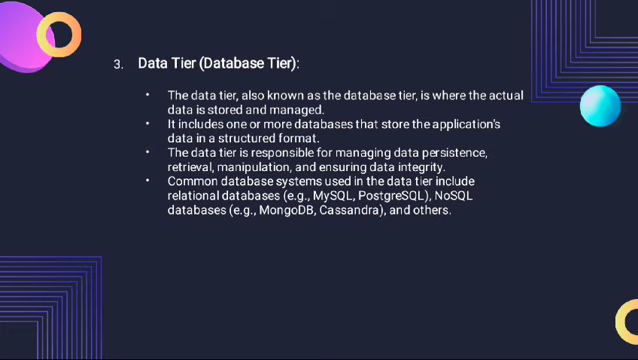 3. Data Tier (Database Tier):
• The data tier, also known as the database tier, is where the actual
data is stored and managed.
• It includes one or more databases that store the application's
data in a structured format.
• The data tier is responsible for managing data persistence,
retrieval, manipulation, and ensuring data integrity.
• Common database systems used in the data tier include
relational databases (e.g., MySQL, PostgreSQL), NoSQL
databases (e.g., MongoDB, Cassandra), and others.